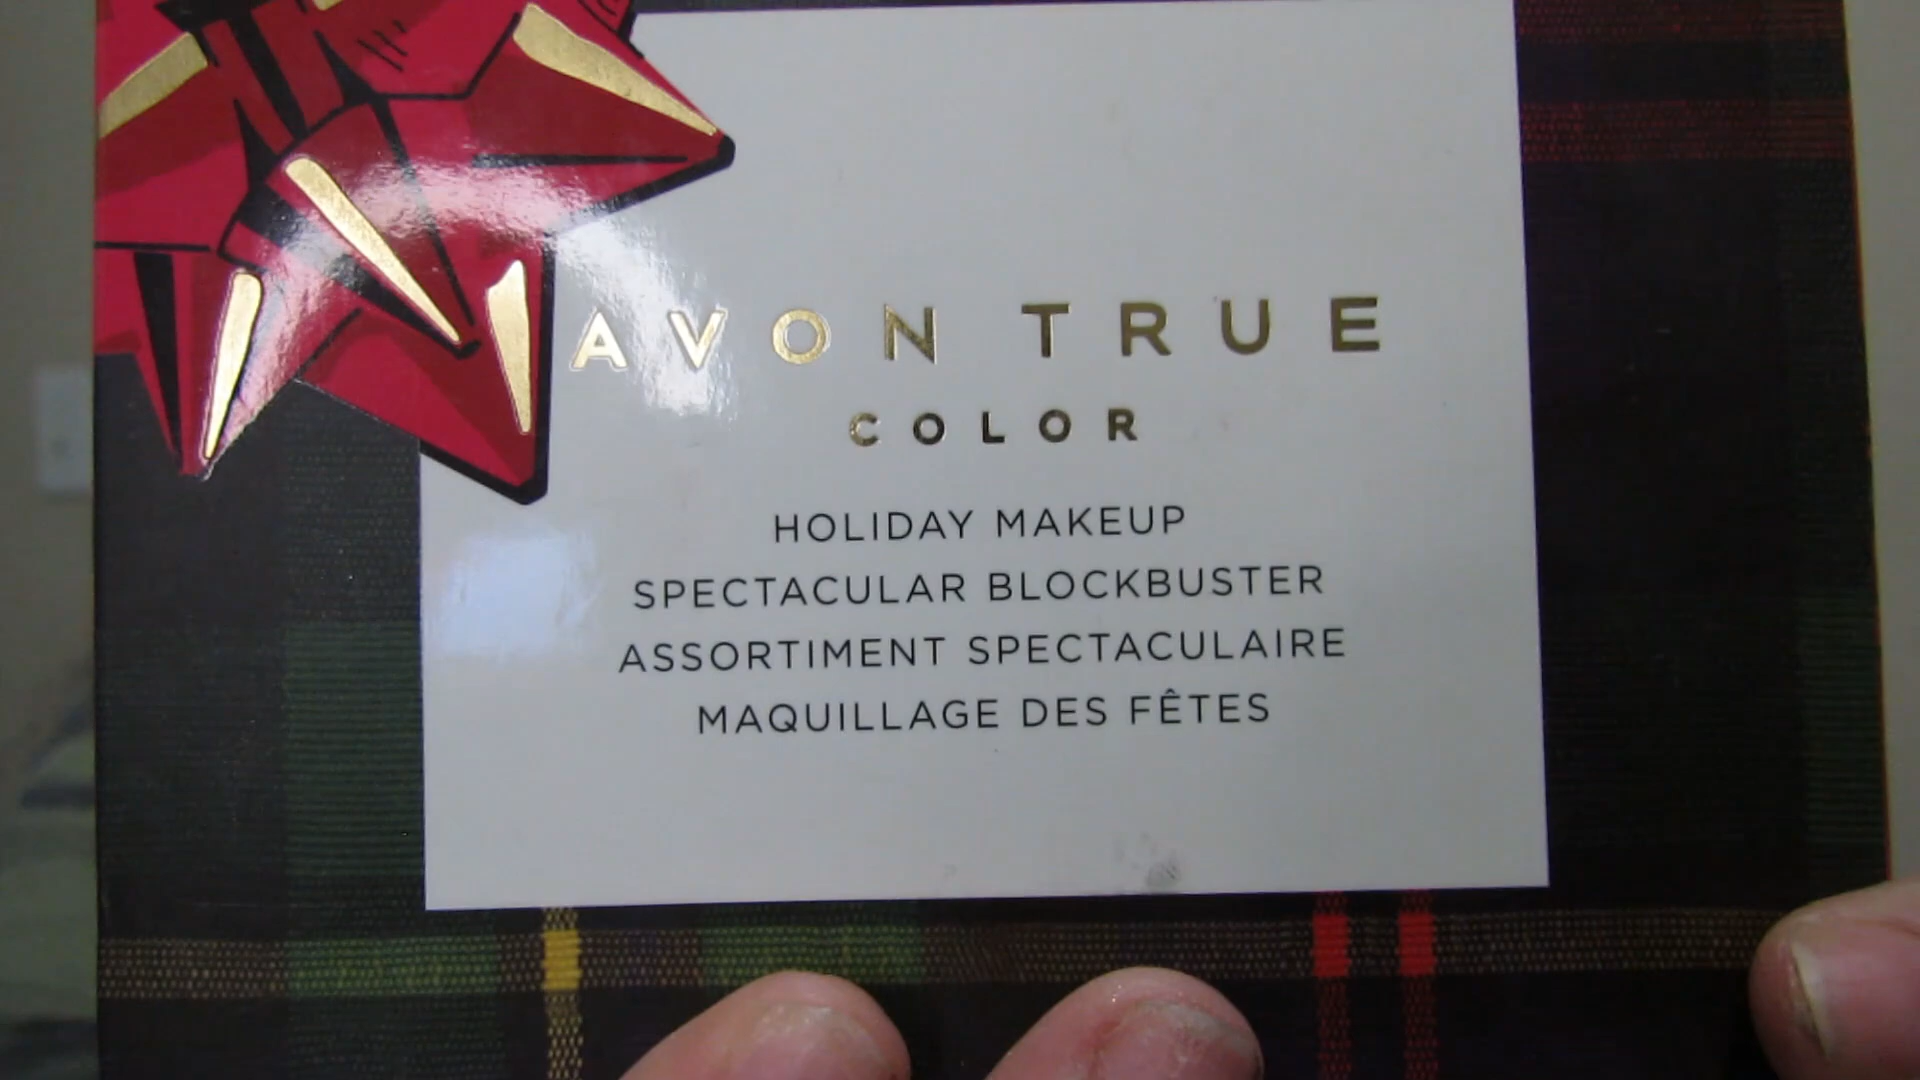 AVON TRUE
COLOR
HOLIDAY MAKEUP
SPECTACULAR BLOCKBUSTER
ASSORTIMENT SPECTACULAIRE
MAQUILLAGE DES FÊTES